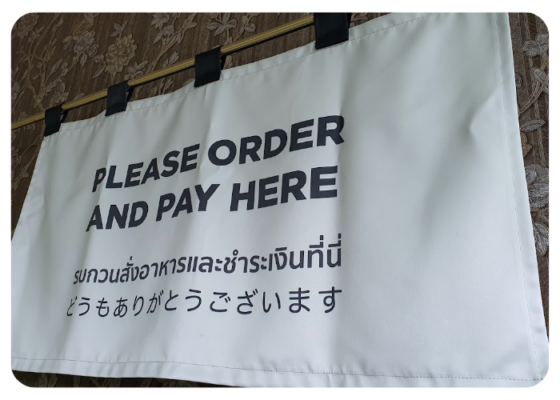 PLEASE ORDER
AND PAY HERE
รบกวนสั่งอาหารและชำระเงินที่นี่
どうもありがとうございます